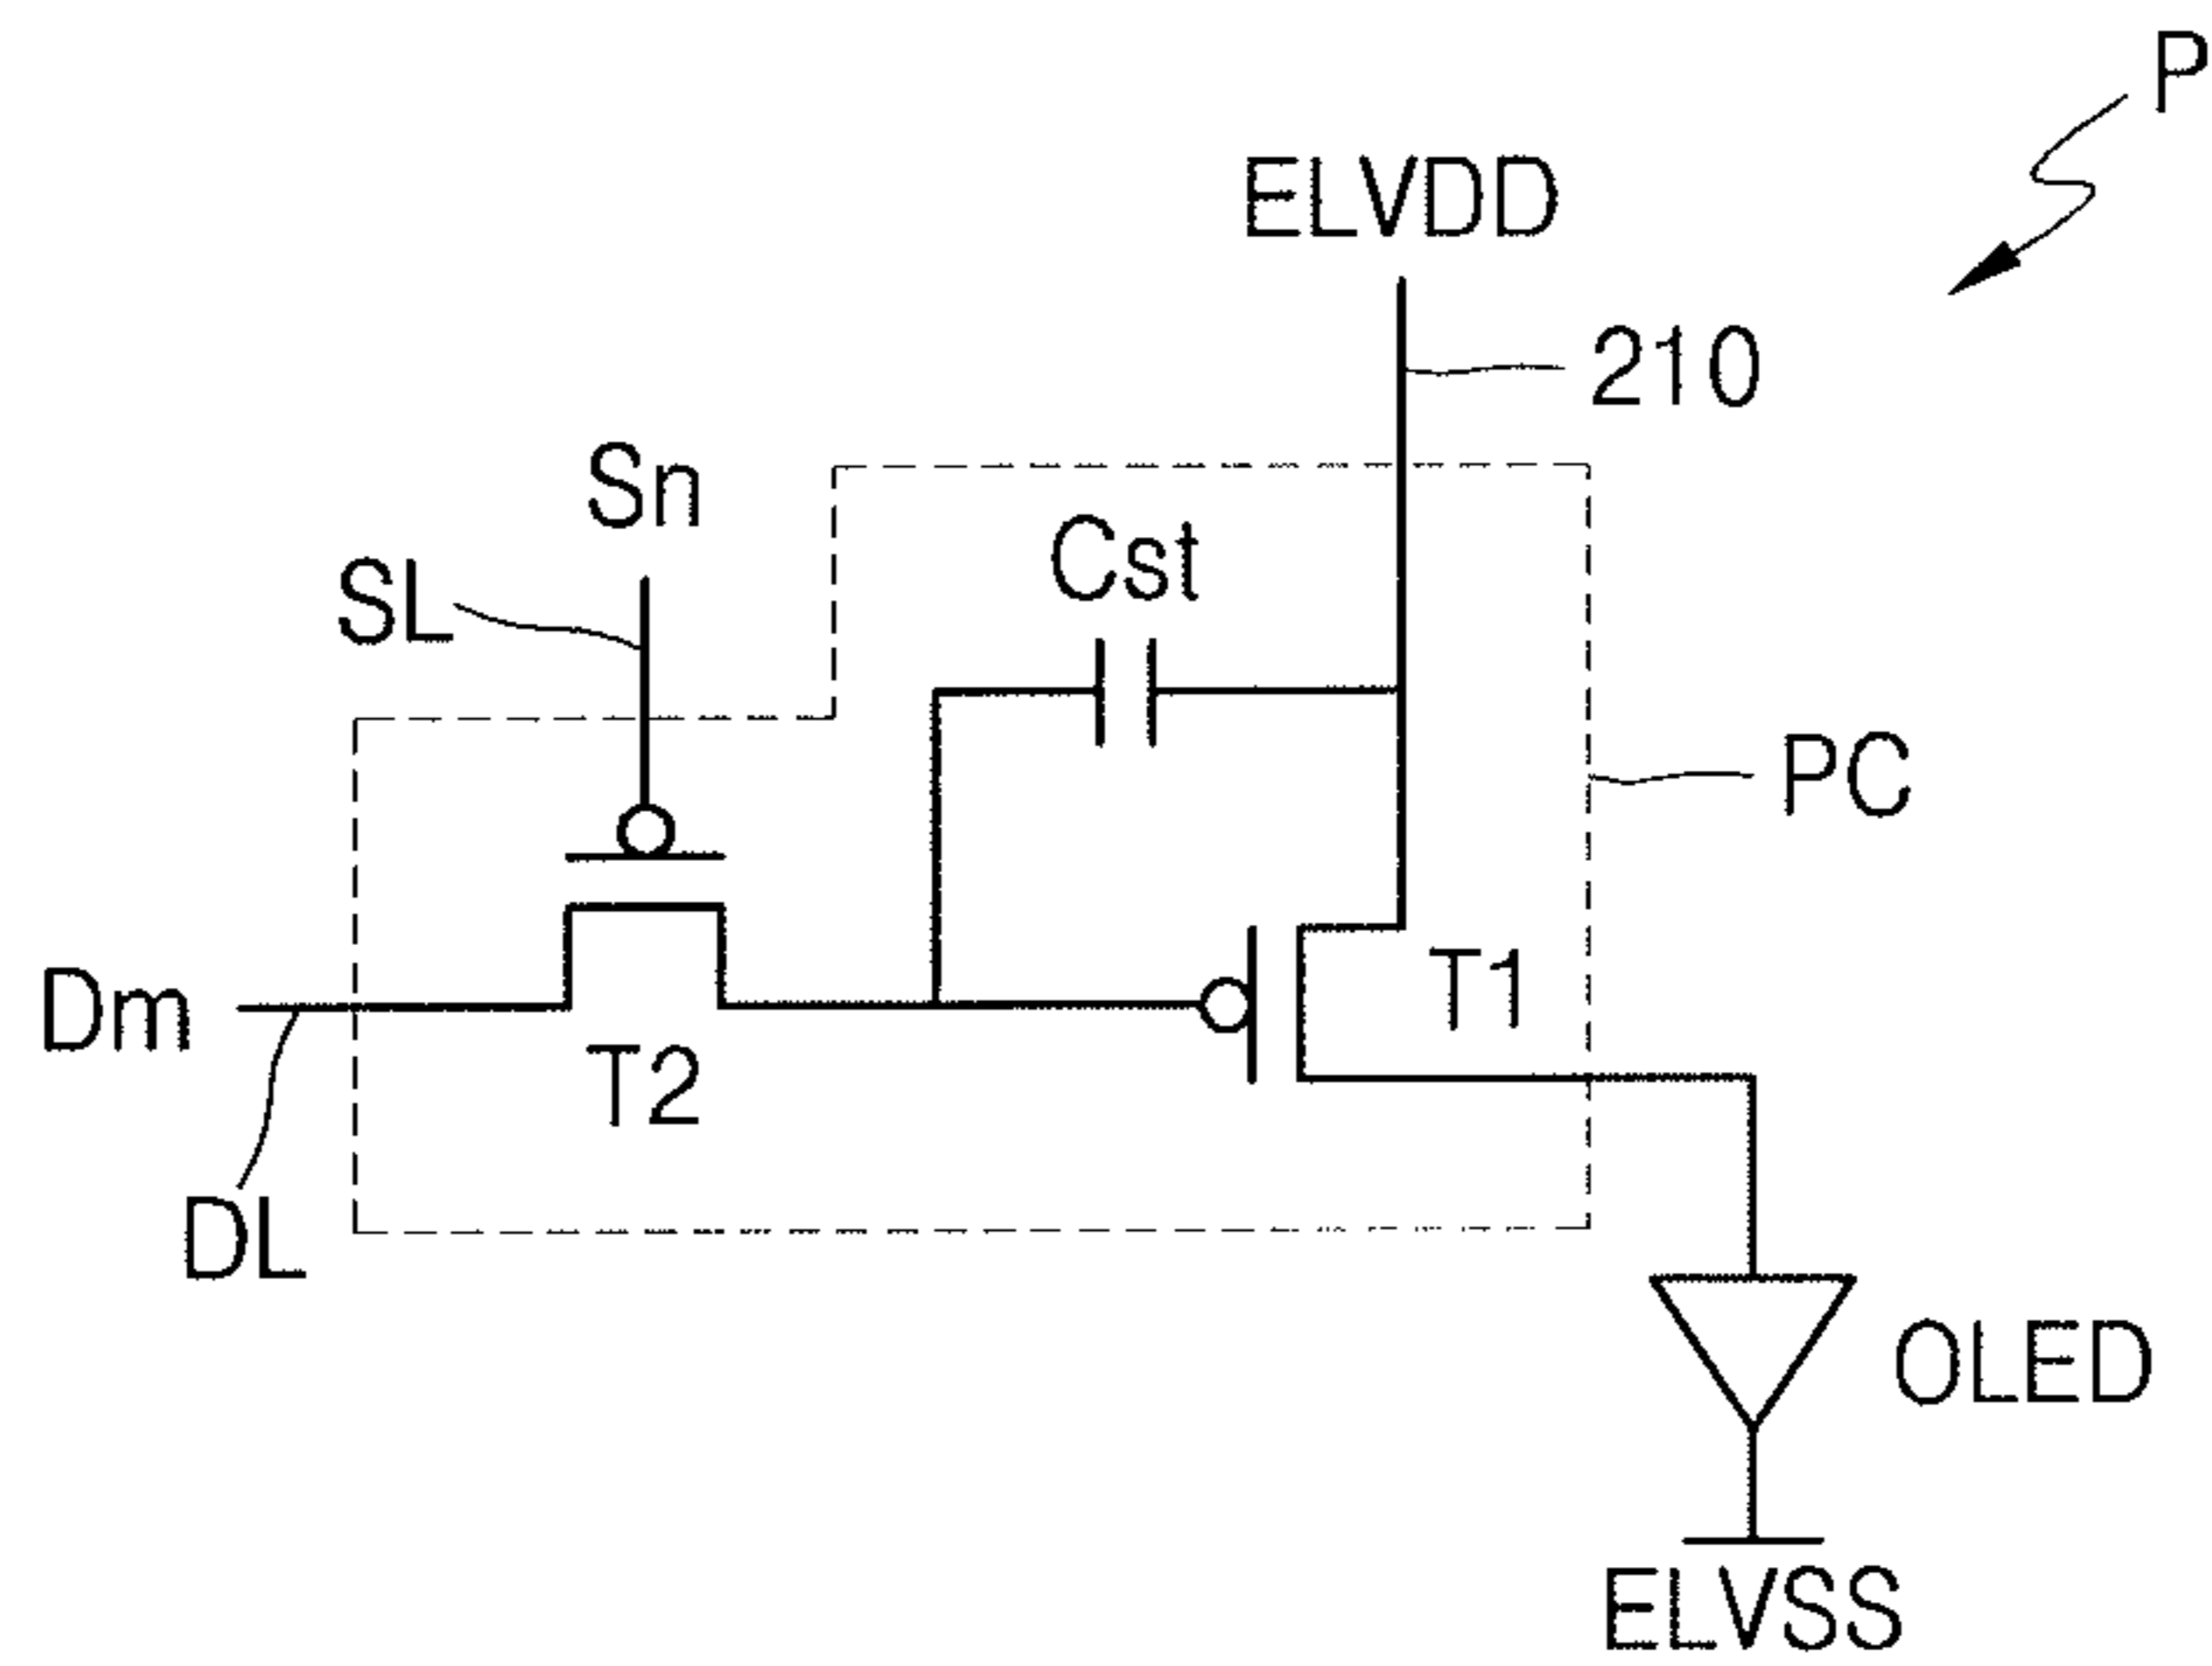 P
ELVDD
210
Sn
SL
Cst
PC
Dm
T1
T2
DL
OLED
ELVSS